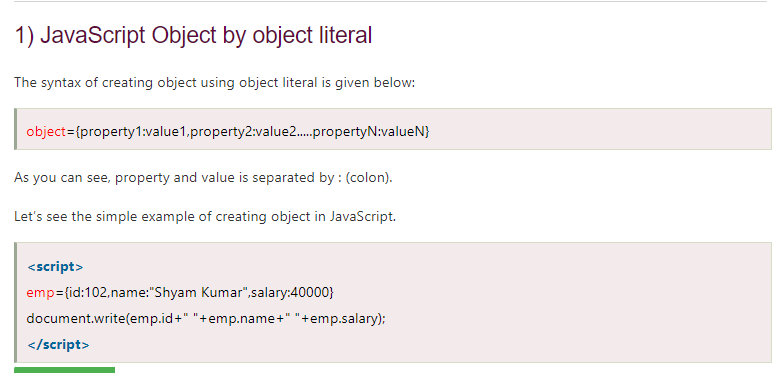 1) JavaScript Object by object literal
The syntax of creating object using object literal is given below:
object={property1:value1,property2:value2.....propertyN:valueN}
As you can see, property and value is separated by : (colon).
Let's see the simple example of creating object in JavaScript.
<script>
emp={id:102,name:"Shyam Kumar",salary:40000}
document.write(emp.id+" "+emp.name+" "+emp.salary);
</script>